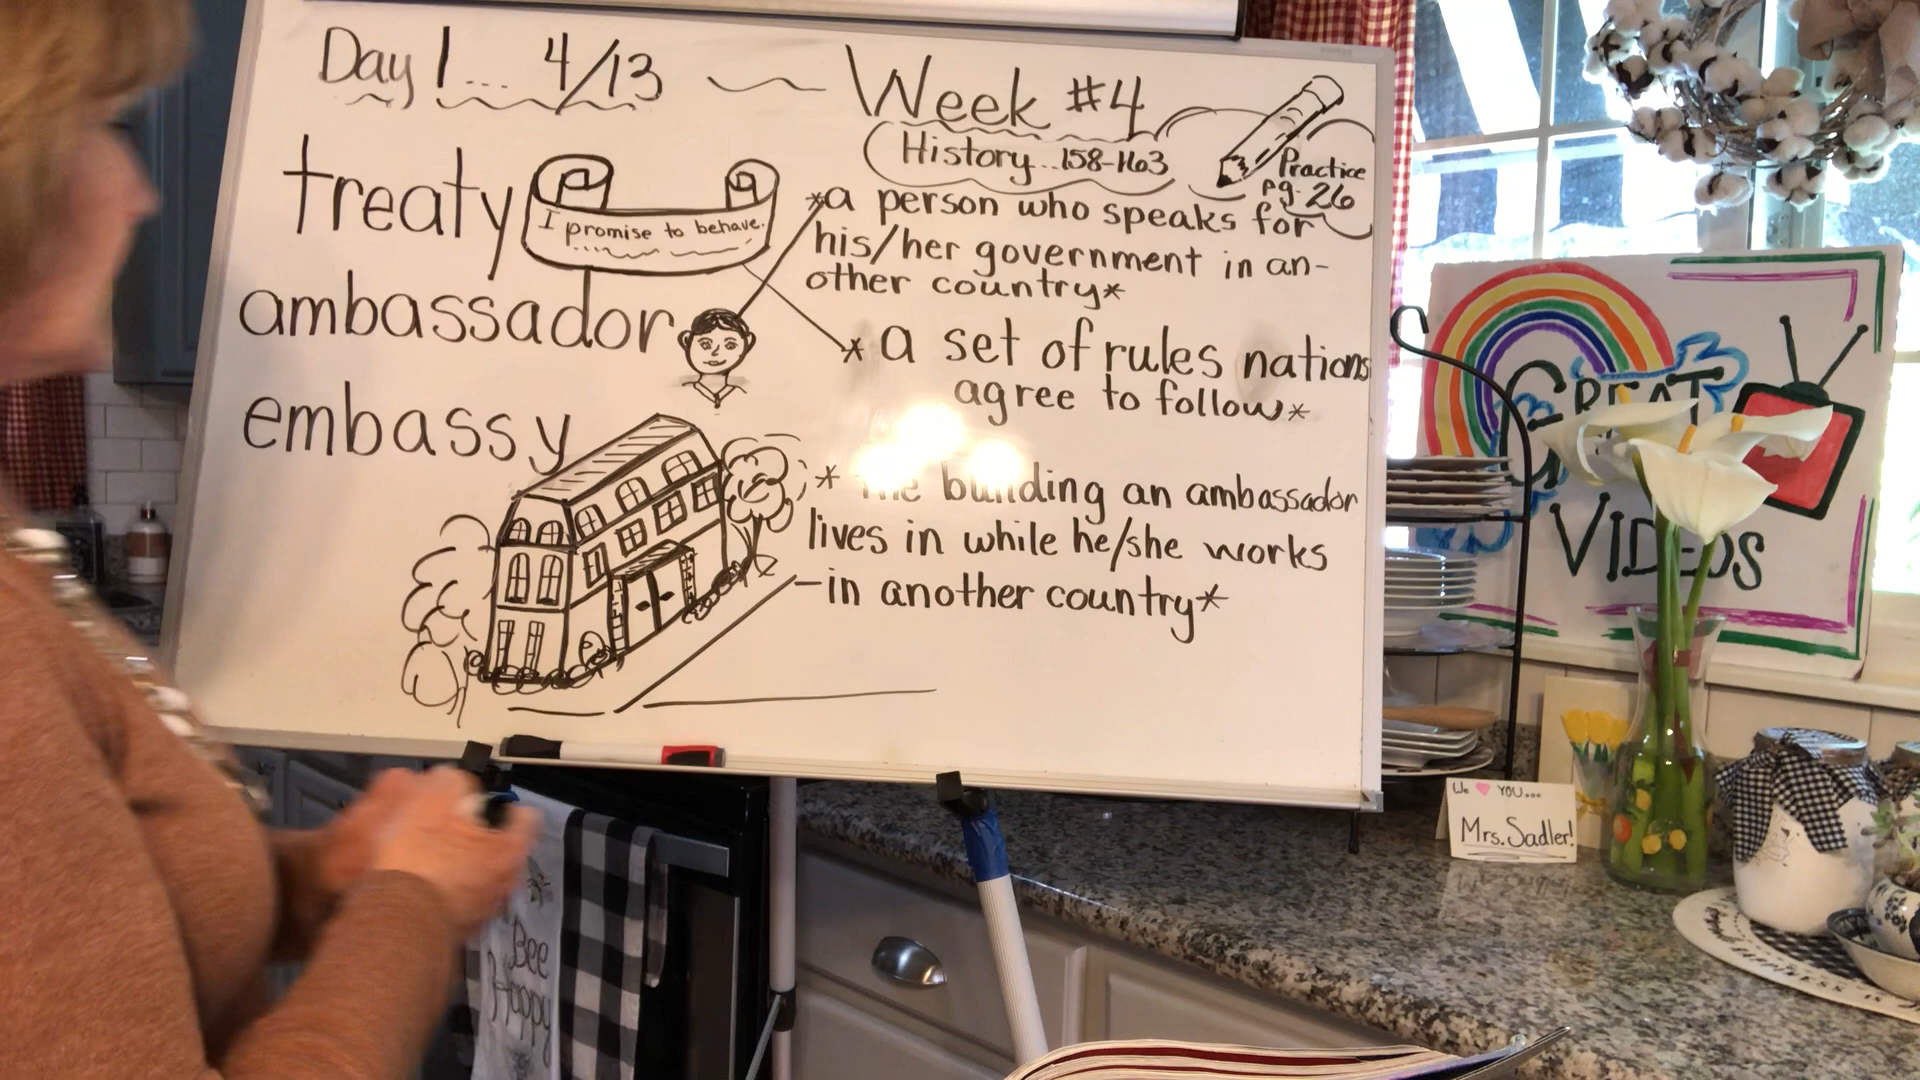 Day 1... 4/13
Week #4
History...158-163
Practice
pg. 26
treaty
I promise to behave.
ambassador
embassy
*a person who speaks for
his/her government in an-
other country*
* a set of rules nations
agree to follow*
* The building an ambassador
lives in while he/she works
in another country*
GREAT
VIDEOS
We ♥ YOU...
Mrs. Sadler!
Bee
Happy